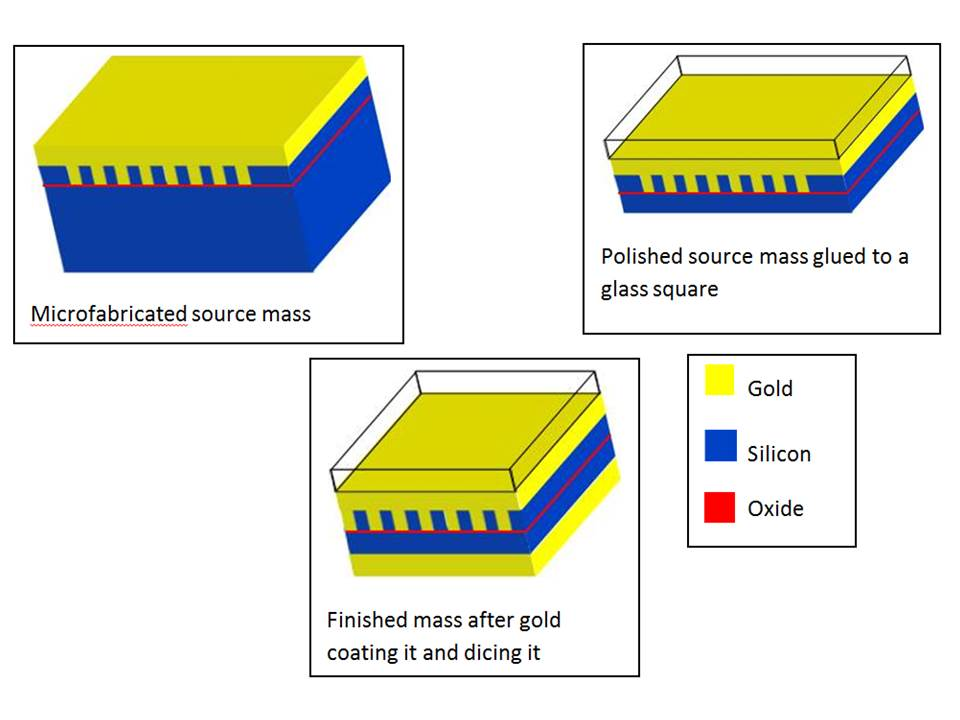 Microfabricated source mass
Polished source mass glued to a
glass square
Gold
Silicon
Oxide
Finished mass after gold
coating it and dicing it